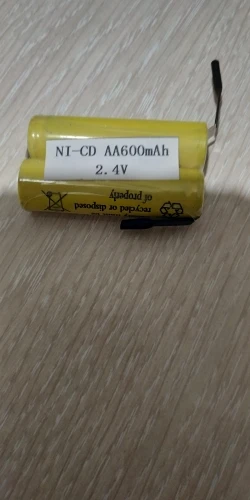 NI-CD AA600mAh
2.4V
of properly
recycled or disposed